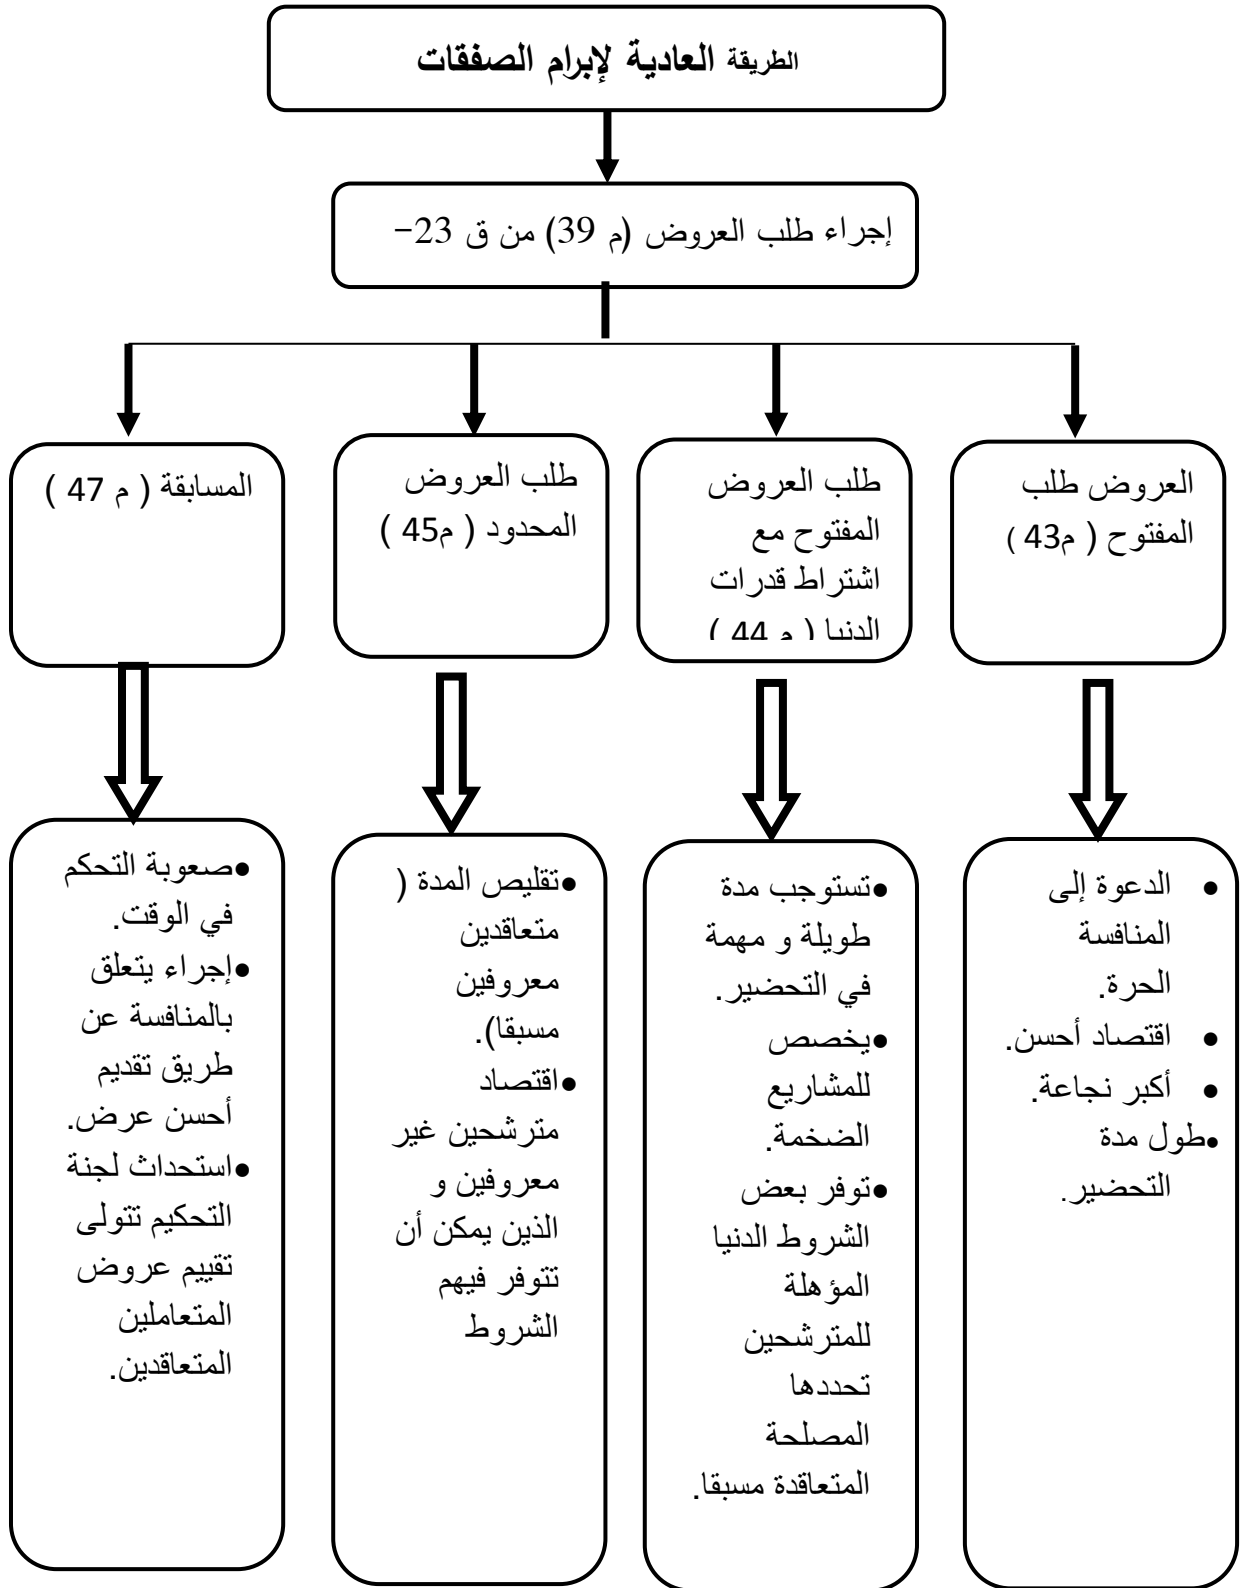 الطريقة العادية لإبرام الصفقات
إجراء طلب العروض (م 39) من ق 23-
العروض طلب
المفتوح ( م43 )
طلب العروض
المفتوح مع
اشتراط قدرات
الدنيا ( م 44 )
طلب العروض
المحدود ( م45 )
المسابقة ( م 47 )
• الدعوة إلى
المنافسة
الحرة.
• اقتصاد أحسن.
• أكبر نجاعة.
•طول مدة
التحضير.
•تستوجب مدة
طويلة و مهمة
في التحضير.
•يخصص
للمشاريع
الضخمة.
•توفر بعض
الشروط الدنيا
المؤهلة
للمترشحين
تحددها
المصلحة
المتعاقدة مسبقا.
•تقليص المدة (
متعاقدين
معروفين
مسبقا).
•اقتصاد
مترشحين غير
معروفين و
الذين يمكن أن
تتوفر فيهم
الشروط
•صعوبة التحكم
في الوقت.
•إجراء يتعلق
بالمنافسة عن
طريق تقديم
أحسن عرض.
•استحداث لجنة
التحكيم تتولى
تقييم عروض
المتعاملين
المتعاقدين.